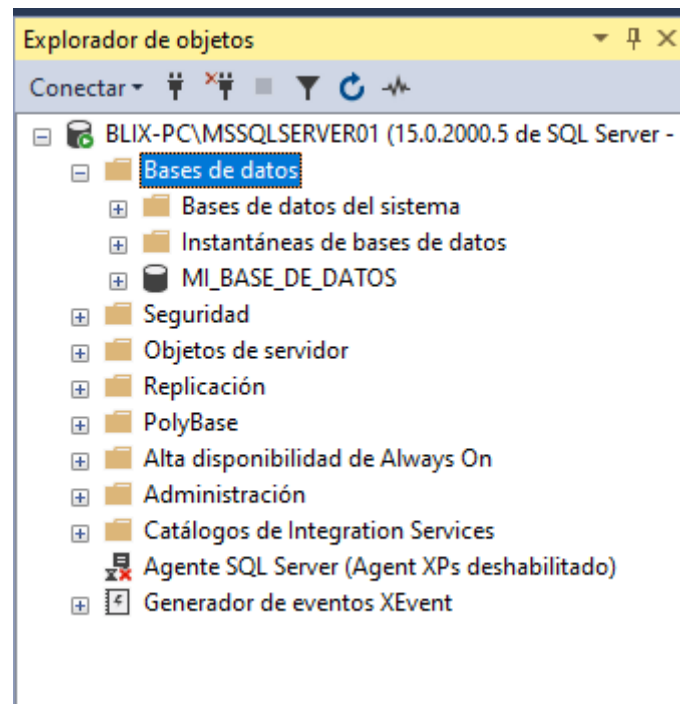 Explorador de objetos
Conectar
BLIX-PC\MSSQLSERVER01 (15.0.2000.5 de SQL Server -
Bases de datos
Bases de datos del sistema
Instantáneas de bases de datos
MI_BASE_DE_DATOS
Seguridad
Objetos de servidor
Replicación
PolyBase
Alta disponibilidad de Always On
Administración
Catálogos de Integration Services
Agente SQL Server (Agent XPs deshabilitado)
Generador de eventos XEvent